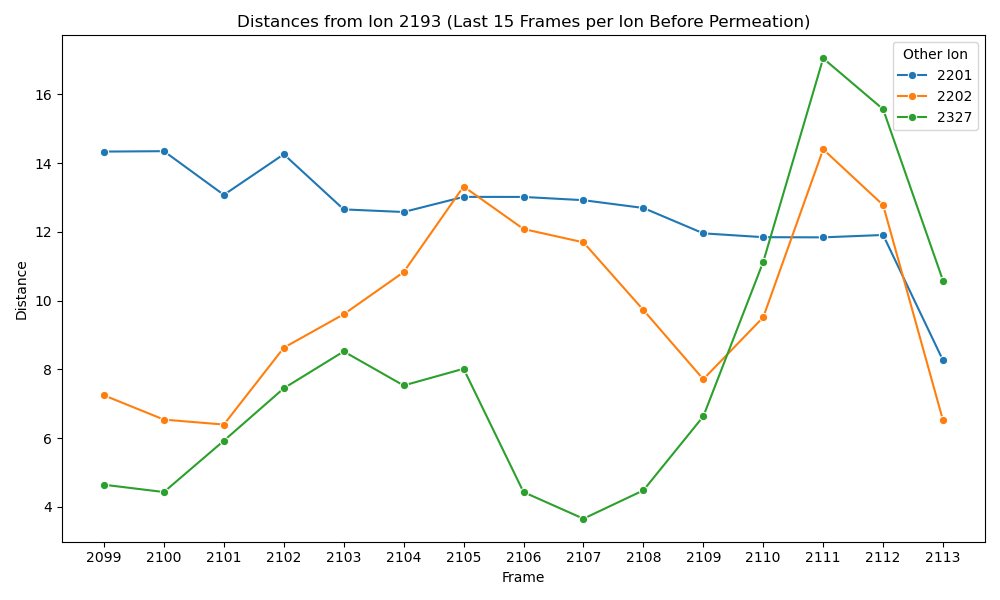 Distances from Ion 2193 (Last 15 Frames per Ion Before Permeation)
Other Ion
2201
2202
2327
Distance
16
14
12
10
8
6
4
2099 2100 2101 2102 2103 2104 2105 2106 2107 2108 2109 2110 2111 2112 2113
Frame